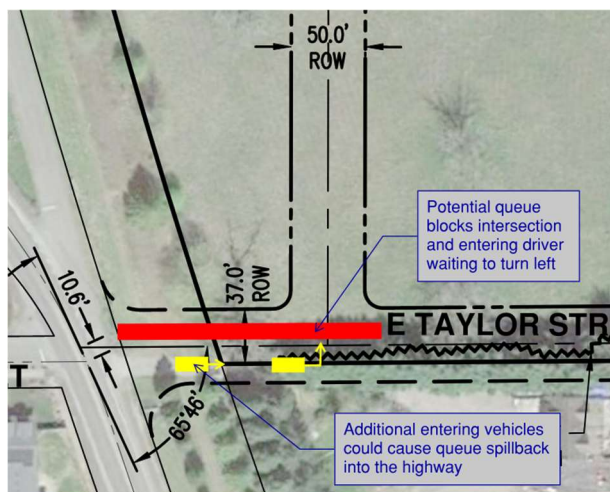 50.0'
ROW
Potential queue
blocks intersection
and entering driver
waiting to turn left
10.6'
37.0'
ROW
E TAYLOR STR
T
65°46'
Additional entering vehicles
could cause queue spillback
into the highway